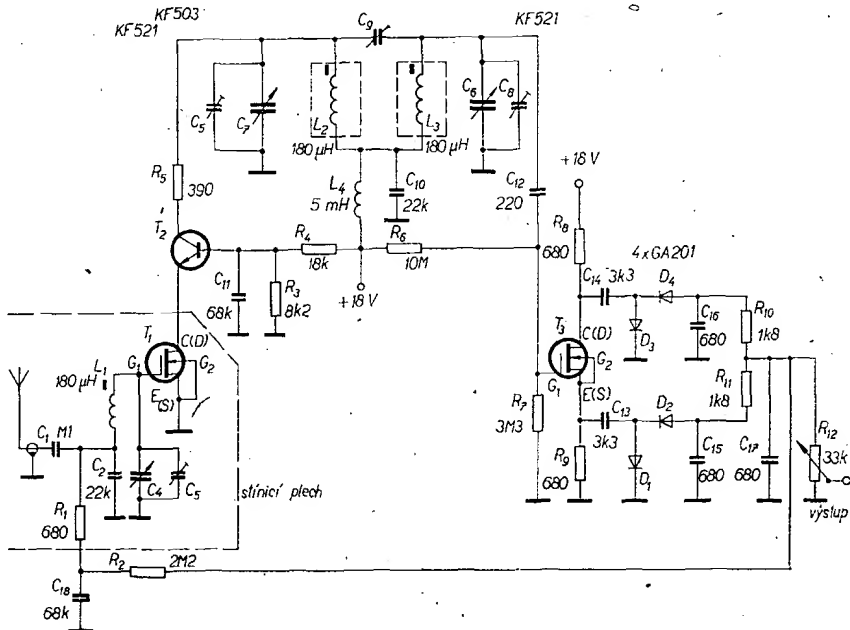 KF503
KF521
KF521
C9
C5
C7
L2
180 µH
L3
180 µH
C6
C8
R5
390
L4
5 mH
C10
22k
C12
220
+18 V
T2
R4
18k
R6
10M
R8
680
4 x GA201
C11
68k
R3
8k2
+18 V
C14
3k3
D4
T1
C(D)
G1
G2
E(S)
T3
C(D)
G2
G1
E(S)
D3
C16
680
R10
1k8
L1
180 µH
R7
3M3
C13
3k3
D2
R11
1k8
C1
M1
C2
22k
C4
C5
stínicí plech
R9
680
D1
C15
680
C17
680
R12
33k
výstup
R1
680
R2
2M2
C18
68k